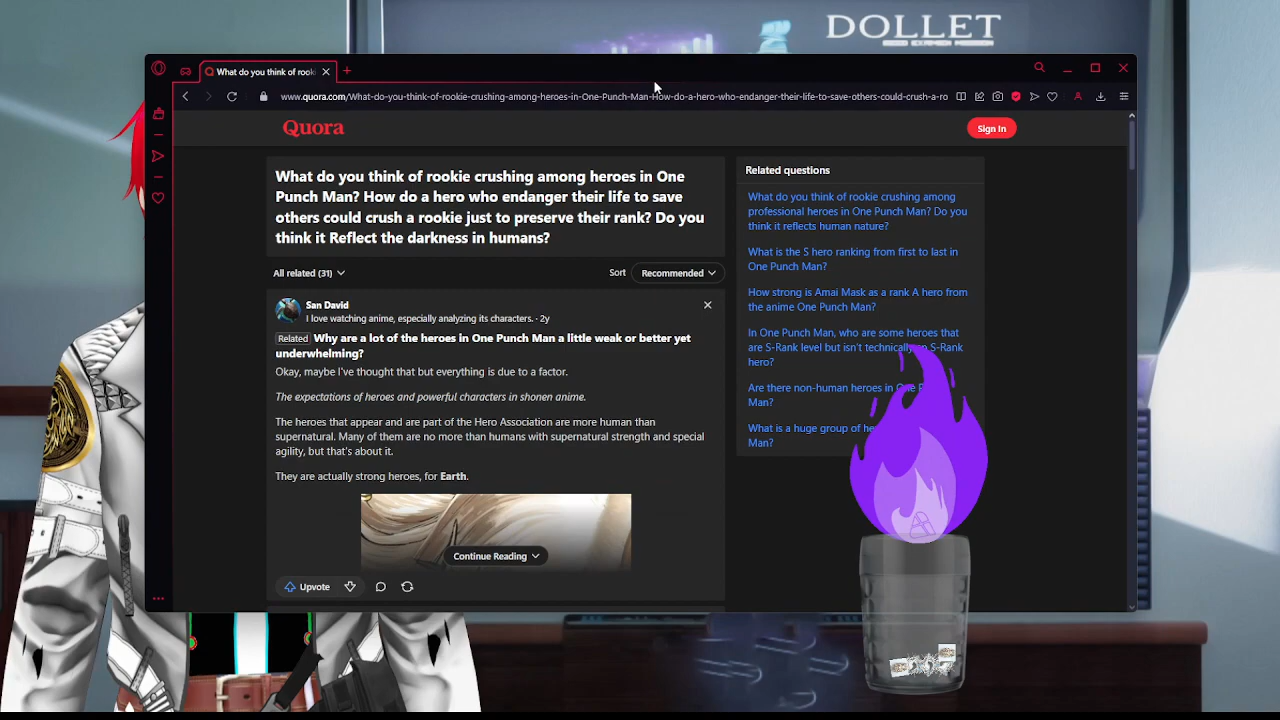 DOLLET
What do you think of rook
www.quora.com/What-do-you-think-of-rookie-crushing-among-heroes-in-One-Punch-Man-How-do-a-hero-who-endanger-their-life-to-save-others-could-crush-a-ro
Quora
Sign In
What do you think of rookie crushing among heroes in One
Punch Man? How do a hero who endanger their life to save
others could crush a rookie just to preserve their rank? Do you
think it Reflect the darkness in humans?
All related (31)
Sort
Recommended
San David
I love watching anime, especially analyzing its characters. · 2y
Related Why are a lot of the heroes in One Punch Man a little weak or better yet
underwhelming?
Okay, maybe I've thought that but everything is due to a factor.
The expectations of heroes and powerful characters in shonen anime.
The heroes that appear and are part of the Hero Association are more human than
supernatural. Many of them are no more than humans with supernatural strength and special
agility, but that's about it.
They are actually strong heroes, for Earth.
Continue Reading
Upvote
Related questions
What do you think of rookie crushing among
professional heroes in One Punch Man? Do you
think it reflects human nature?
What is the S hero ranking from first to last in
One Punch Man?
How strong is Amai Mask as a rank A hero from
the anime One Punch Man?
In One Punch Man, who are some heroes that
are S-Rank level but isn't technically S-Rank
hero?
Are there non-human heroes in One
Man?
What is a huge group of
Man?